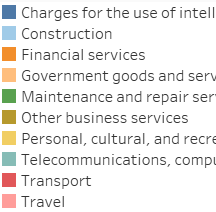 Charges for the use of intell
Construction
Financial services
Government goods and serv
Maintenance and repair ser
Other business services
Personal, cultural, and recre
Telecommunications, compu
Transport
Travel